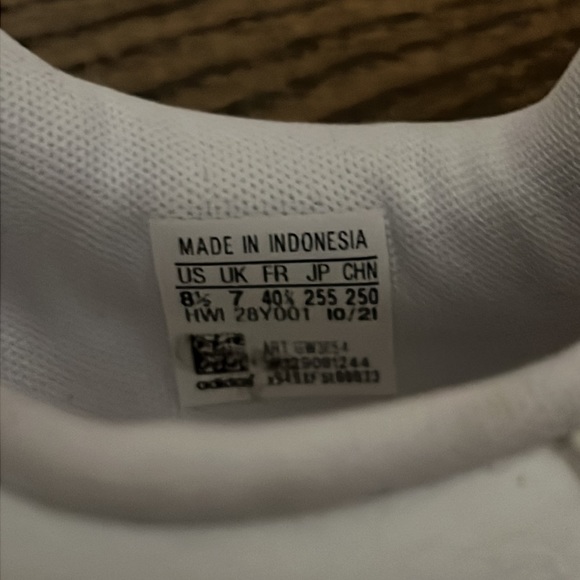 MADE IN INDONESIA
US UK FR JP CHN
8½ 7 40⅔ 255 250
HWI 28Y001 10/21
ART
adidas